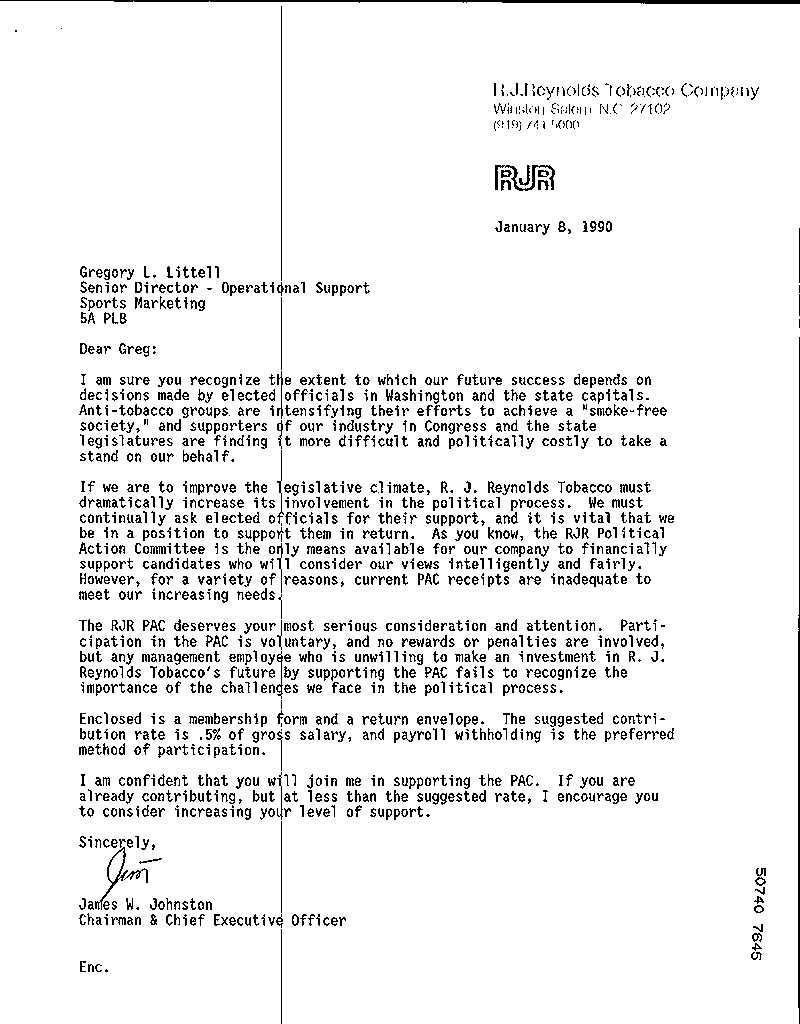 R.J.Reynolds Tobacco Company
Winston-Salem, N.C. 27102
(919) 741-5000
RJR
January 8, 1990
Gregory L. Littell
Senior Director - Operational Support
Sports Marketing
5A PLB
Dear Greg:
I am sure you recognize the extent to which our future success depends on
decisions made by elected officials in Washington and the state capitals.
Anti-tobacco groups are intensifying their efforts to achieve a "smoke-free
society," and supporters of our industry in Congress and the state
legislatures are finding it more difficult and politically costly to take a
stand on our behalf.
If we are to improve the legislative climate, R. J. Reynolds Tobacco must
dramatically increase its involvement in the political process.  We must
continually ask elected officials for their support, and it is vital that we
be in a position to support them in return.  As you know, the RJR Political
Action Committee is the only means available for our company to financially
support candidates who will consider our views intelligently and fairly.
However, for a variety of reasons, current PAC receipts are inadequate to
meet our increasing needs.
The RJR PAC deserves your most serious consideration and attention.  Parti-
cipation in the PAC is voluntary, and no rewards or penalties are involved,
but any management employee who is unwilling to make an investment in R. J.
Reynolds Tobacco's future by supporting the PAC fails to recognize the
importance of the challenges we face in the political process.
Enclosed is a membership form and a return envelope.  The suggested contri-
bution rate is .5% of gross salary, and payroll withholding is the preferred
method of participation.
I am confident that you will join me in supporting the PAC.  If you are
already contributing, but at less than the suggested rate, I encourage you
to consider increasing your level of support.
Sincerely,
Jim
James W. Johnston
Chairman & Chief Executive Officer
Enc.
50740 7645